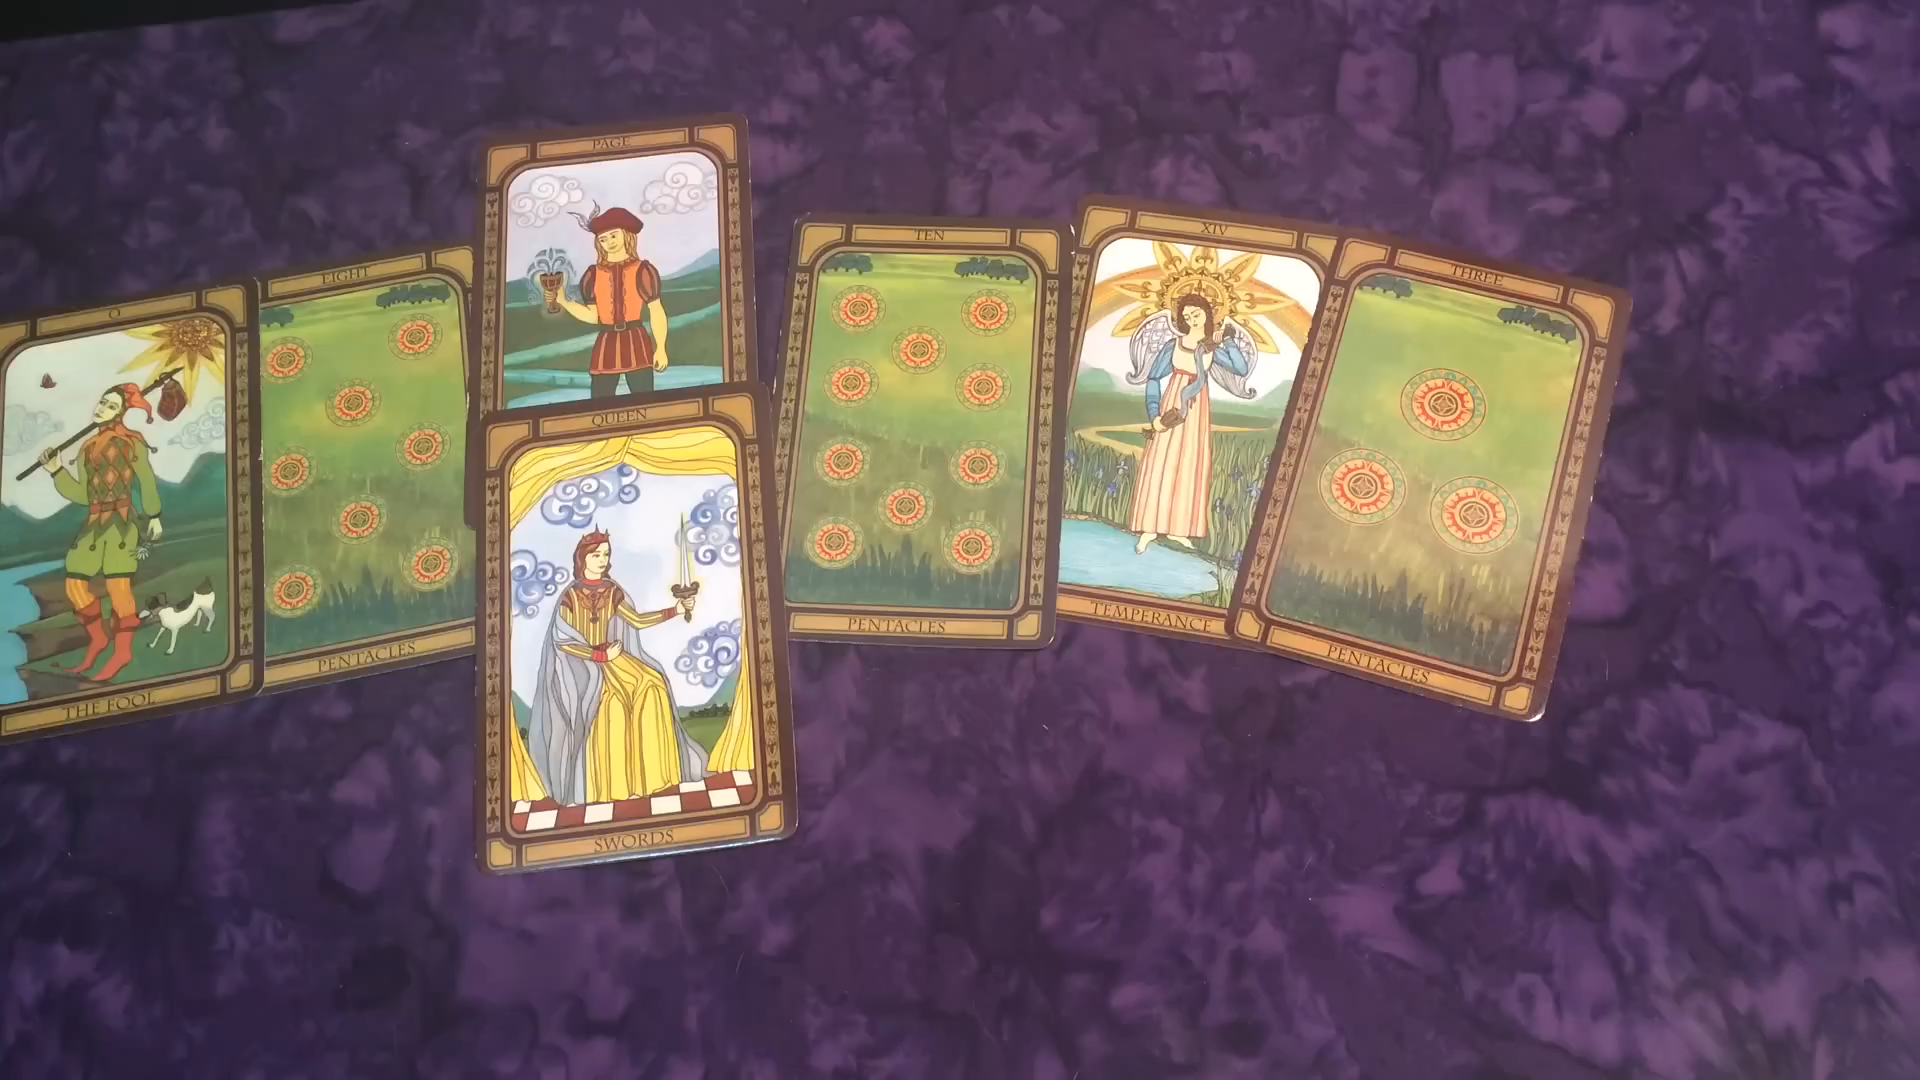 O
THE FOOL
EIGHT
PENTACLES
PAGE
QUEEN
SWORDS
TEN
PENTACLES
XIV
TEMPERANCE
THREE
PENTACLES